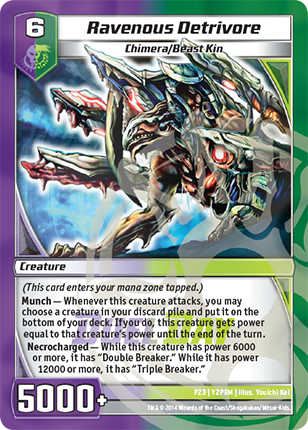 6
Ravenous Detrivore
Chimera/Beast Kin
Creature
(This card enters your mana zone tapped.)
Munch — Whenever this creature attacks, you may
choose a creature in your discard pile and put it on the
bottom of your deck. If you do, this creature gets power
equal to that creature's power until the end of the turn.
Necrocharged — While this creature has power 6000
or more, it has "Double Breaker." While it has power
12000 or more, it has "Triple Breaker."
P23 | Y2PRM | Illus. Youichi Kai
5000+
TM & © 2014 Wizards of the Coast/Shogakukan/Mitsui-Kids.